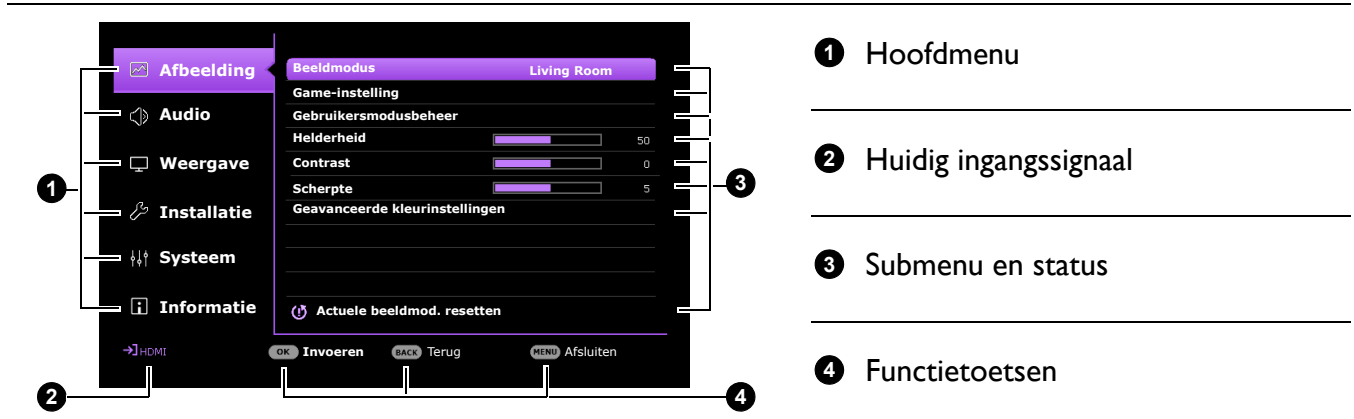 Afbeelding
Audio
Weergave
Installatie
Systeem
Informatie
Beeldmodus Living Room
Game-instelling
Gebruikersmodusbeheer
Helderheid 50
Contrast 0
Scherpte 5
Geavanceerde kleurinstellingen
Actuele beeldmod. resetten
HDMI
OK Invoeren BACK Terug MENU Afsluiten
1
2
3
4
1 Hoofdmenu
2 Huidig ingangssignaal
3 Submenu en status
4 Functietoetsen